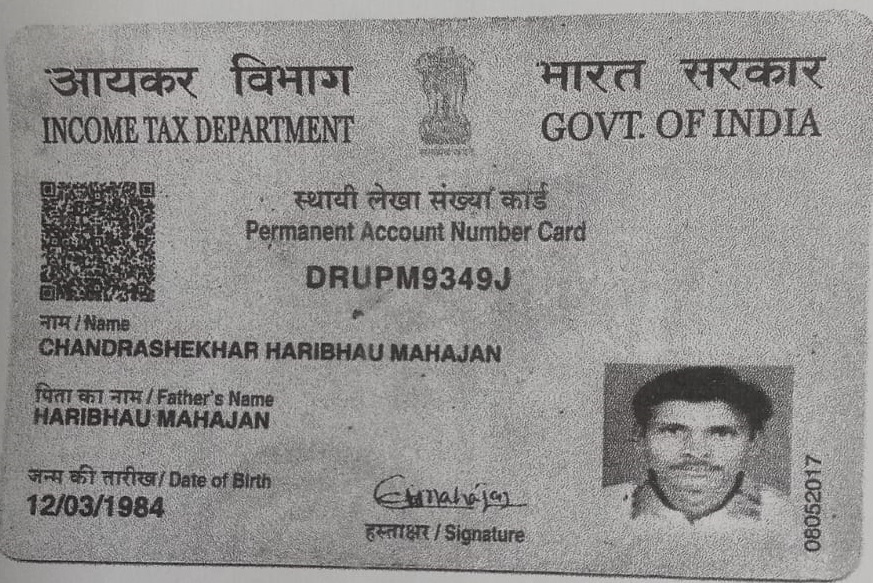 आयकर विभाग
INCOME TAX DEPARTMENT
भारत सरकार
GOVT. OF INDIA
स्थायी लेखा संख्या कार्ड
Permanent Account Number Card
DRUPM9349J
नाम / Name
CHANDRASHEKHAR HARIBHAU MAHAJAN
पिता का नाम / Father's Name
HARIBHAU MAHAJAN
जन्म की तारीख / Date of Birth
12/03/1984
हस्ताक्षर / Signature
08052017